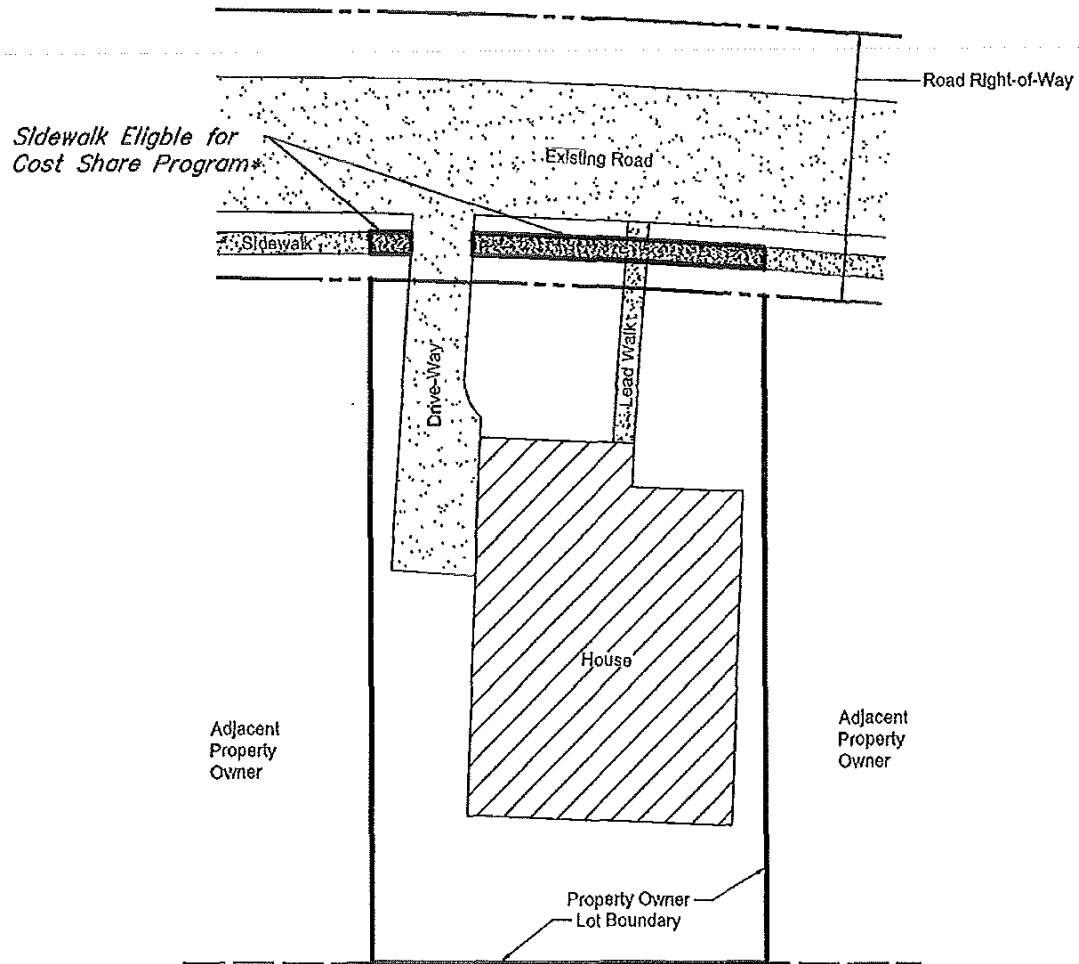 Road Right-of-Way
Sidewalk Eligble for
Cost Share Program*
Existing Road
Sidewalk
Drive-Way
Lead Walk
House
Adjacent
Property
Owner
Adjacent
Property
Owner
Property Owner
Lot Boundary